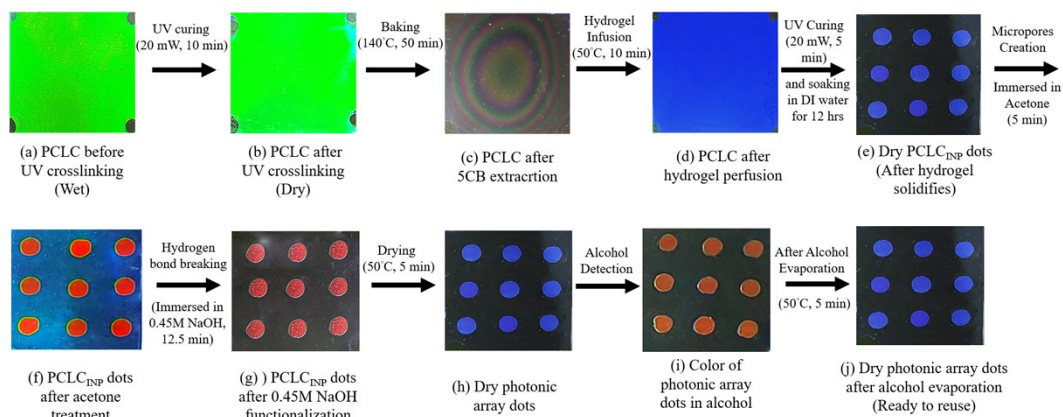 UV curing
(20 mW, 10 min)
Baking
(140°C, 50 min)
Hydrogel
Infusion
(50°C, 10 min)
UV Curing
(20 mW, 5
min)
and soaking
in DI water
for 12 hrs
Micropores
Creation
Immersed in
Acetone
(5 min)
(a) PCLC before
UV crosslinking
(Wet)
(b) PCLC after
UV crosslinking
(Dry)
(c) PCLC after
5CB extracrtion
(d) PCLC after
hydrogel perfusion
(e) Dry PCLC_INP dots
(After hydrogel
solidifies)
Hydrogen
bond breaking
(Immersed in
0.45M NaOH,
12.5 min)
Drying
(50°C, 5 min)
Alcohol
Detection
After Alcohol
Evaporation
(50°C, 5 min)
(f) PCLC_INP dots
after acetone
treatment
(g) ) PCLC_INP dots
after 0.45M NaOH
functionalization
(h) Dry photonic
array dots
(i) Color of
photonic array
dots in alcohol
(j) Dry photonic array dots
after alcohol evaporation
(Ready to reuse)